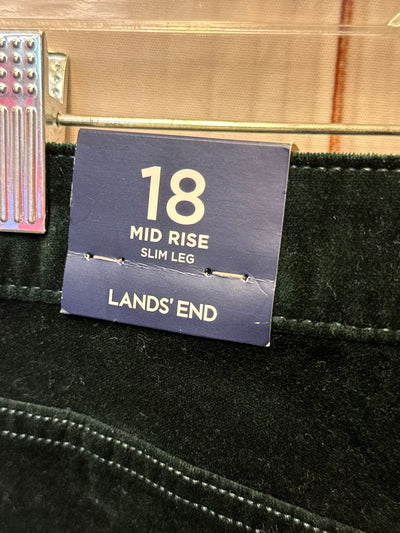 18
MID RISE
SLIM LEG
LANDS' END